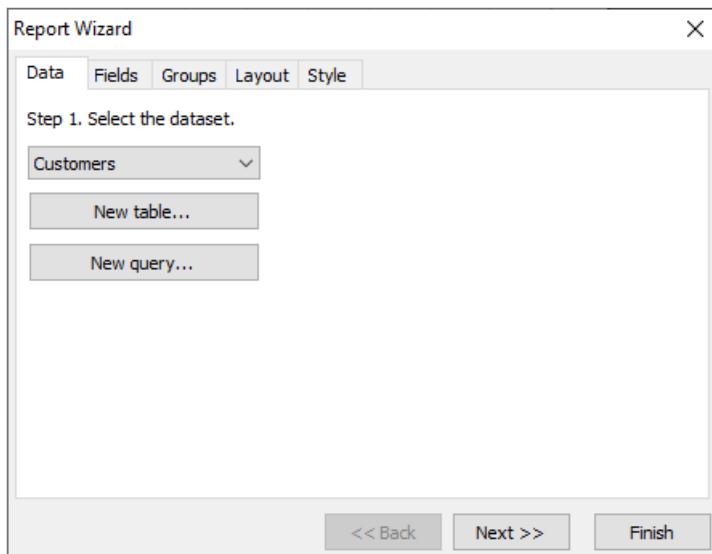 Report Wizard
Data Fields Groups Layout Style
Step 1. Select the dataset.
Customers
New table...
New query...
<< Back Next >> Finish